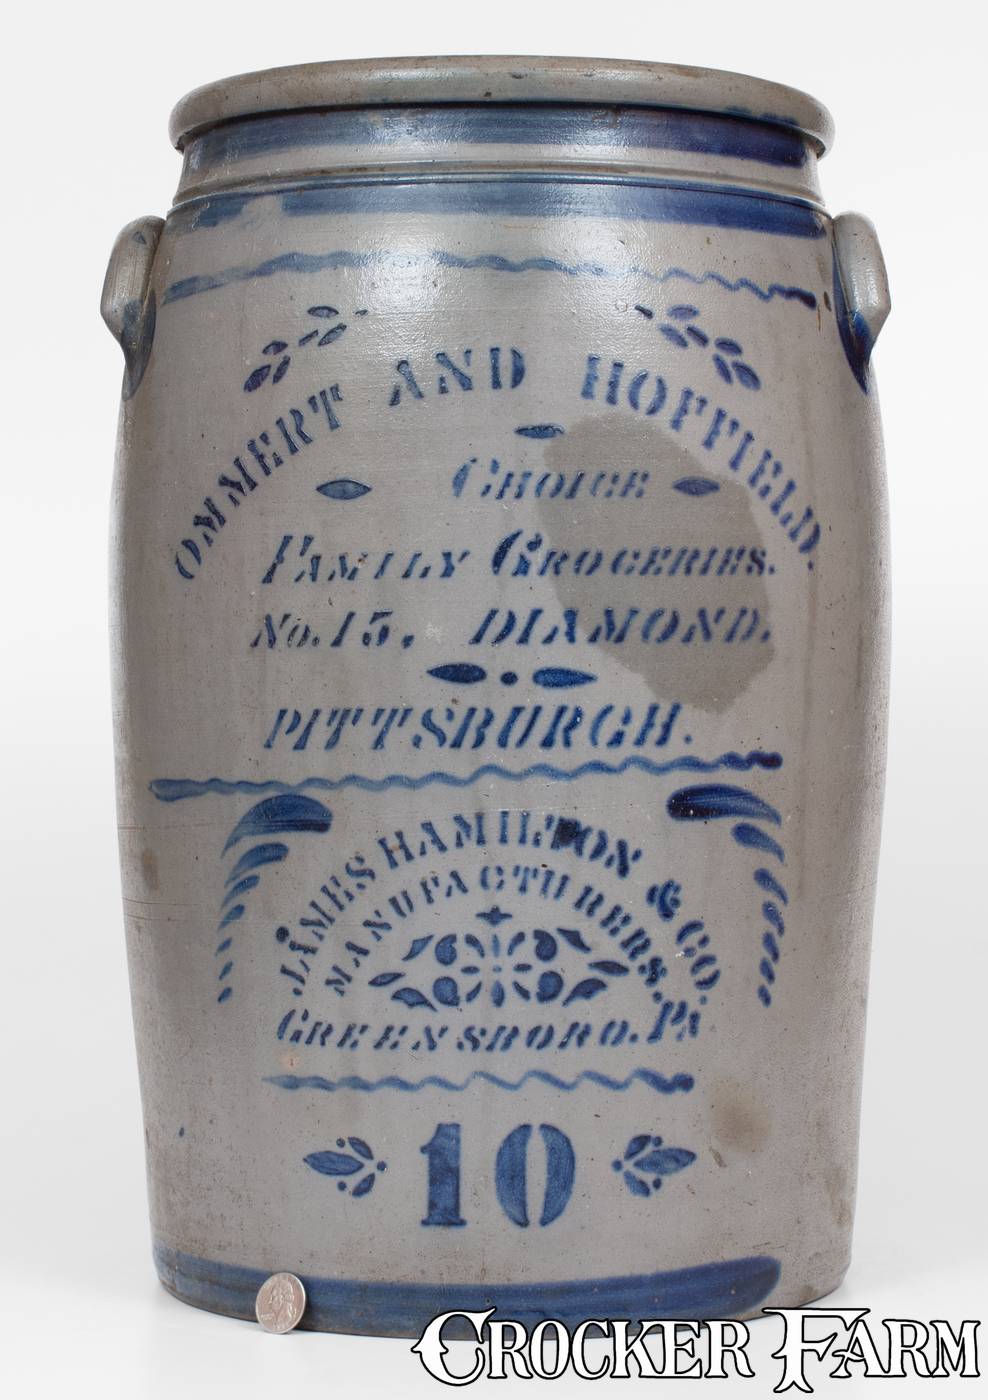 OMMERT AND HOFFIELD.
CHOICE
FAMILY GROCERIES.
No. 15, DIAMOND.
PITTSBURGH.
JAMES HAMILTON & CO.
MANUFACTURERS.
GREENSBORO. PA
10
CROCKER FARM